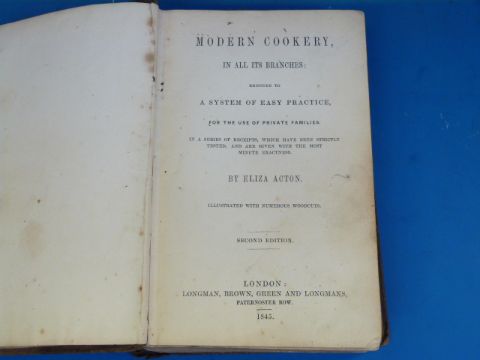 MODERN COOKERY,
IN ALL ITS BRANCHES:
REDUCED TO
A SYSTEM OF EASY PRACTICE,
FOR THE USE OF PRIVATE FAMILIES.
IN A SERIES OF RECEIPTS, WHICH HAVE BEEN STRICTLY
TESTED, AND ARE GIVEN WITH THE MOST
MINUTE EXACTNESS.
BY ELIZA ACTON.
ILLUSTRATED WITH NUMEROUS WOODCUTS.
SECOND EDITION.
LONDON:
LONGMAN, BROWN, GREEN AND LONGMANS,
PATERNOSTER ROW.
1845.